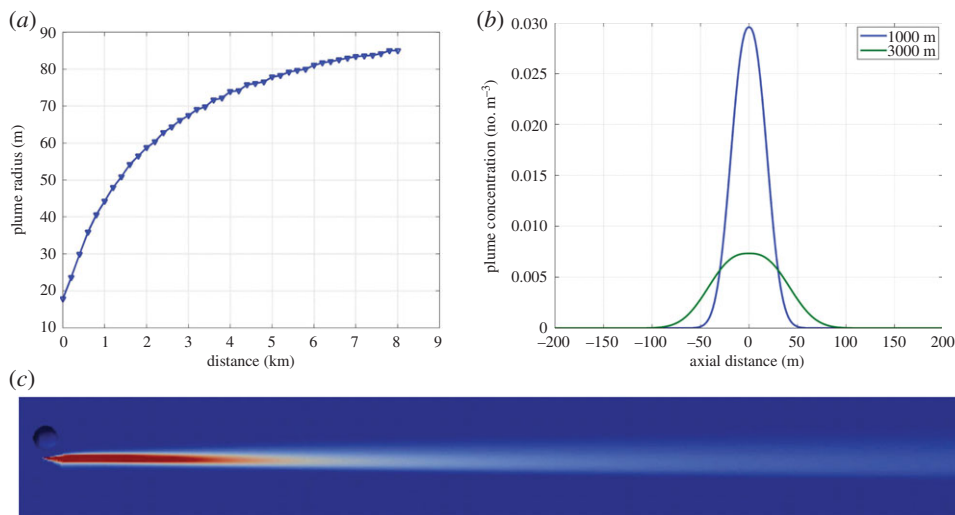 (a)
90
80
70
60
50
40
30
20
10
plume radius (m)
0 1 2 3 4 5 6 7 8 9
distance (km)
(b)
0.030
0.025
0.020
0.015
0.010
0.005
0
plume concentration (no. m–3)
1000 m
3000 m
–200 –150 –100 –50 0 50 100 150 200
axial distance (m)
(c)